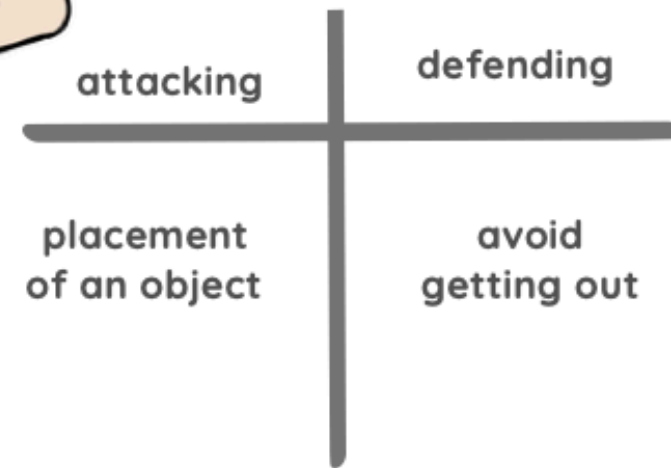 attacking
defending
placement
of an object
avoid
getting out